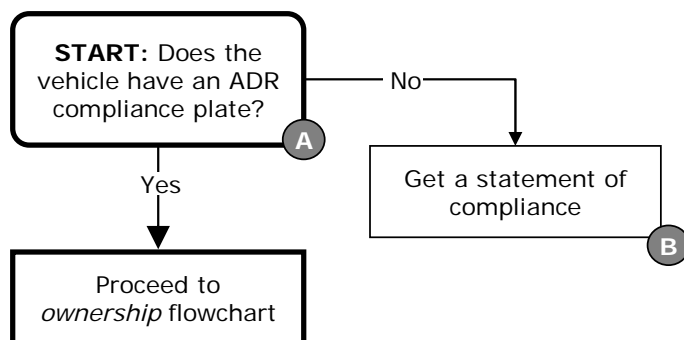 START: Does the
vehicle have an ADR
compliance plate?
A
No
Yes
Get a statement of
compliance
B
Proceed to
ownership flowchart